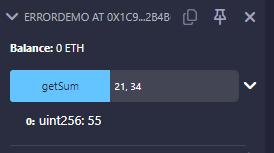 ERRORDEMO AT 0X1C9...2B4B
Balance: 0 ETH
getSum 21, 34
0: uint256: 55